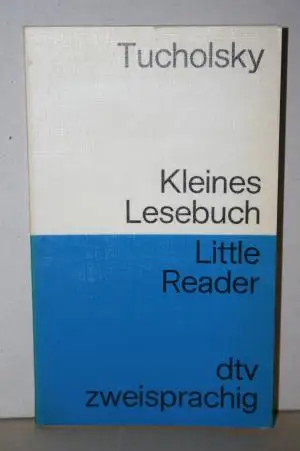 Tucholsky
Kleines
Lesebuch
Little
Reader
dtv
zweisprachig